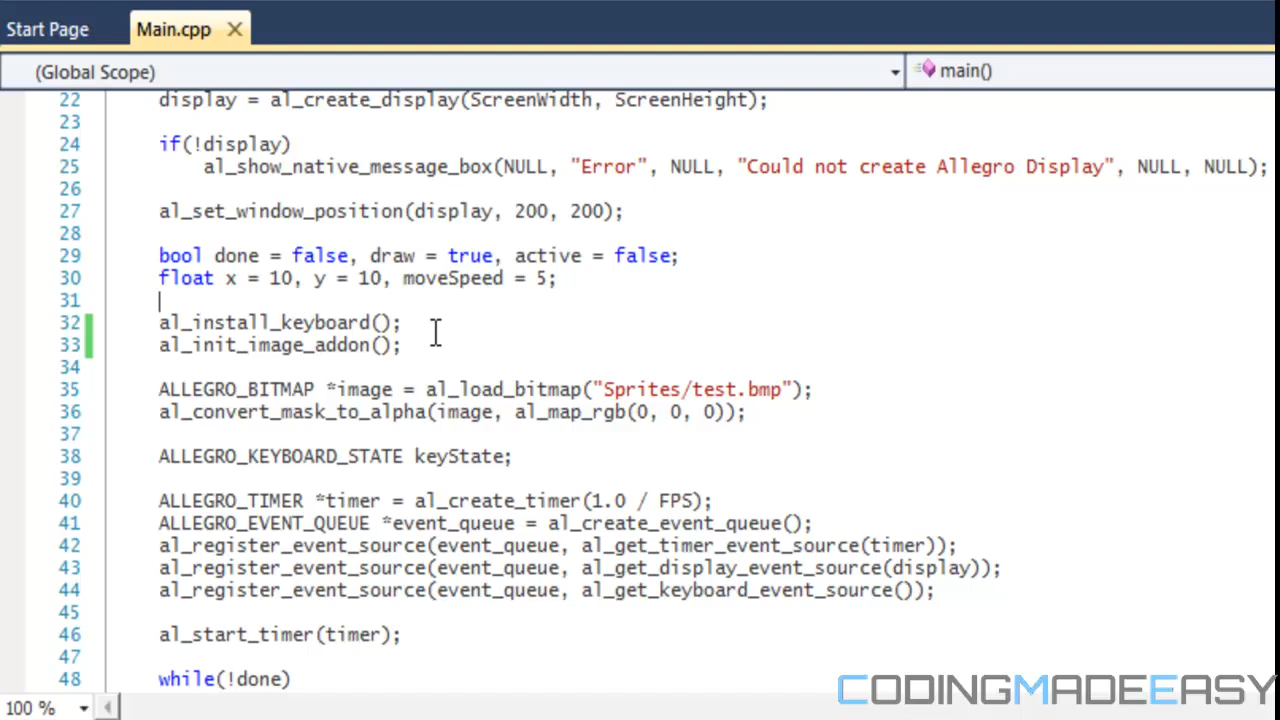 Start Page Main.cpp
(Global Scope) main()
22 display = al_create_display(ScreenWidth, ScreenHeight);
23
24 if(!display)
25 al_show_native_message_box(NULL, "Error", NULL, "Could not create Allegro Display", NULL, NULL);
26
27 al_set_window_position(display, 200, 200);
28
29 bool done = false, draw = true, active = false;
30 float x = 10, y = 10, moveSpeed = 5;
31
32 al_install_keyboard();
33 al_init_image_addon();
34
35 ALLEGRO_BITMAP *image = al_load_bitmap("Sprites/test.bmp");
36 al_convert_mask_to_alpha(image, al_map_rgb(0, 0, 0));
37
38 ALLEGRO_KEYBOARD_STATE keyState;
39
40 ALLEGRO_TIMER *timer = al_create_timer(1.0 / FPS);
41 ALLEGRO_EVENT_QUEUE *event_queue = al_create_event_queue();
42 al_register_event_source(event_queue, al_get_timer_event_source(timer));
43 al_register_event_source(event_queue, al_get_display_event_source(display));
44 al_register_event_source(event_queue, al_get_keyboard_event_source());
45
46 al_start_timer(timer);
47
48 while(!done)
CODINGMADEEASY
100 %